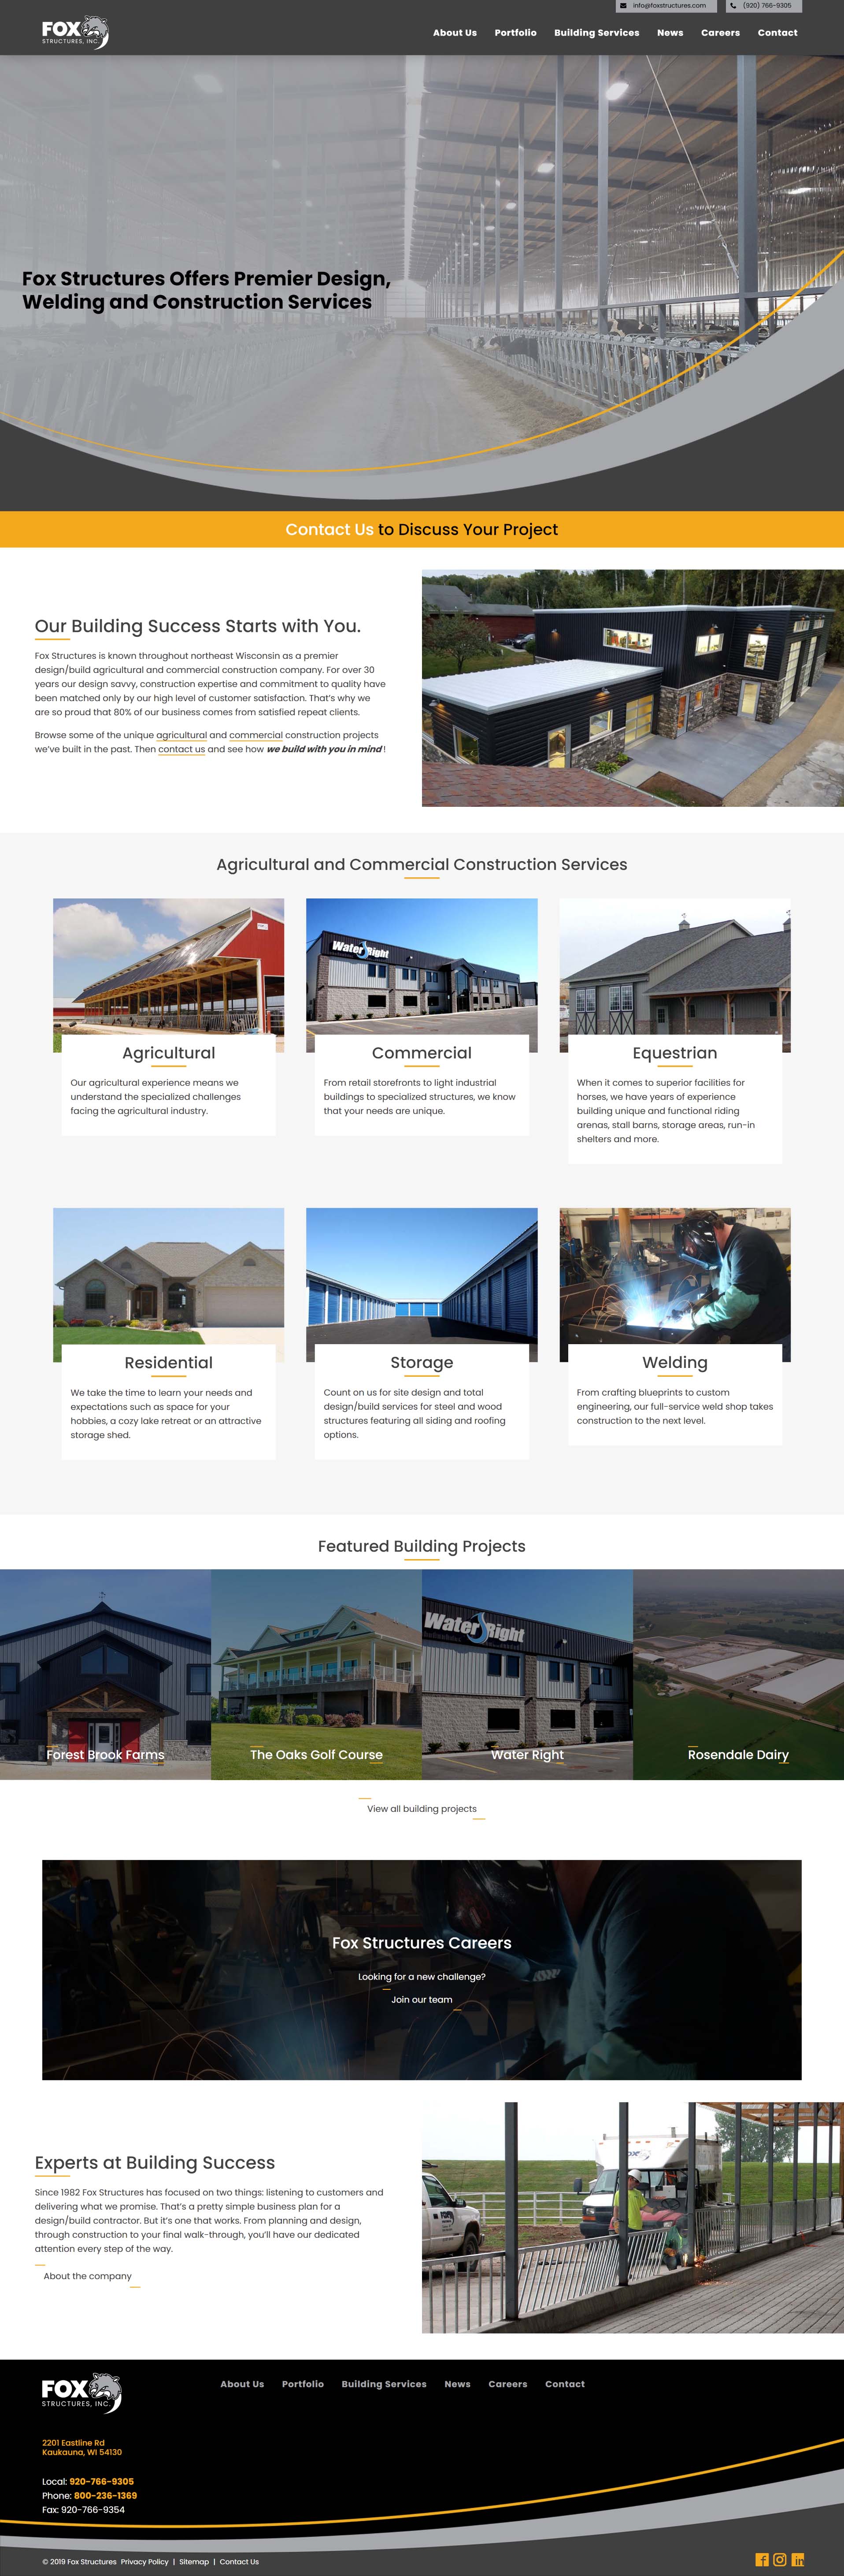 info@foxstructures.com
(920) 766-9305
FOX
STRUCTURES, INC.
About Us Portfolio Building Services News Careers Contact
Fox Structures Offers Premier Design,
Welding and Construction Services
Contact Us to Discuss Your Project
Our Building Success Starts with You.
Fox Structures is known throughout northeast Wisconsin as a premier
design/build agricultural and commercial construction company. For over 30
years our design savvy, construction expertise and commitment to quality have
been matched only by our high level of customer satisfaction. That's why we
are so proud that 80% of our business comes from satisfied repeat clients.
Browse some of the unique agricultural and commercial construction projects
we've built in the past. Then contact us and see how we build with you in mind!
Agricultural and Commercial Construction Services
Water Right
Agricultural
Our agricultural experience means we
understand the specialized challenges
facing the agricultural industry.
Commercial
From retail storefronts to light industrial
buildings to specialized structures, we know
that your needs are unique.
Equestrian
When it comes to superior facilities for
horses, we have years of experience
building unique and functional riding
arenas, stall barns, storage areas, run-in
shelters and more.
Residential
We take the time to learn your needs and
expectations such as space for your
hobbies, a cozy lake retreat or an attractive
storage shed.
Storage
Count on us for site design and total
design/build services for steel and wood
structures featuring all siding and roofing
options.
Welding
From crafting blueprints to custom
engineering, our full-service weld shop takes
construction to the next level.
Featured Building Projects
Water Right
Forest Brook Farms
The Oaks Golf Course
Water Right
Rosendale Dairy
View all building projects
Fox Structures Careers
Looking for a new challenge?
Join our team
Experts at Building Success
Since 1982 Fox Structures has focused on two things: listening to customers and
delivering what we promise. That's a pretty simple business plan for a
design/build contractor. But it's one that works. From planning and design,
through construction to your final walk-through, you'll have our dedicated
attention every step of the way.
About the company
FOX
STRUCTURES, INC.
About Us Portfolio Building Services News Careers Contact
2201 Eastline Rd
Kaukauna, WI 54130
Local: 920-766-9305
Phone: 800-236-1369
Fax: 920-766-9354
© 2019 Fox Structures Privacy Policy | Sitemap | Contact Us